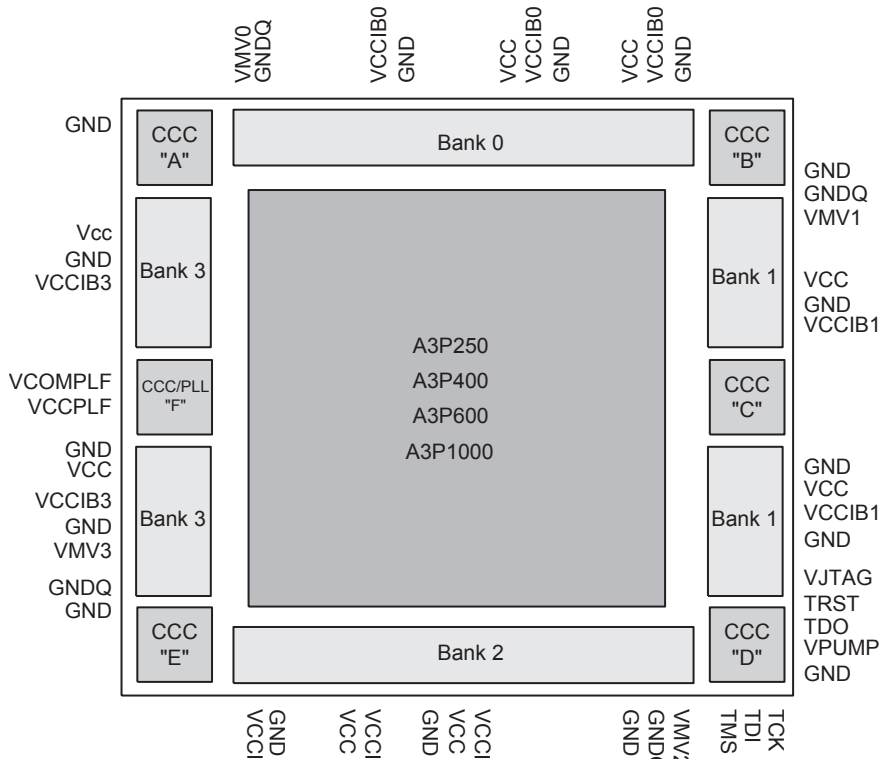 VMV0
GNDQ
VCCIB0
GND
VCC
VCCIB0
GND
VCC
VCCIB0
GND
GND
CCC
"A"
Bank 0
CCC
"B"
GND
GNDQ
VMV1
Vcc
GND
VCCIB3
Bank 3
Bank 1
VCC
GND
VCCIB1
A3P250
A3P400
A3P600
A3P1000
VCOMPLF
VCCPLF
CCC/PLL
"F"
CCC
"C"
GND
VCC
VCCIB3
GND
VMV3
Bank 3
Bank 1
GND
VCC
VCCIB1
GND
GNDQ
GND
VJTAG
TRST
TDO
VPUMP
GND
CCC
"E"
Bank 2
CCC
"D"
GND
VCC
GND
VCC
GND
VMV2
TMS
TDI
TCK